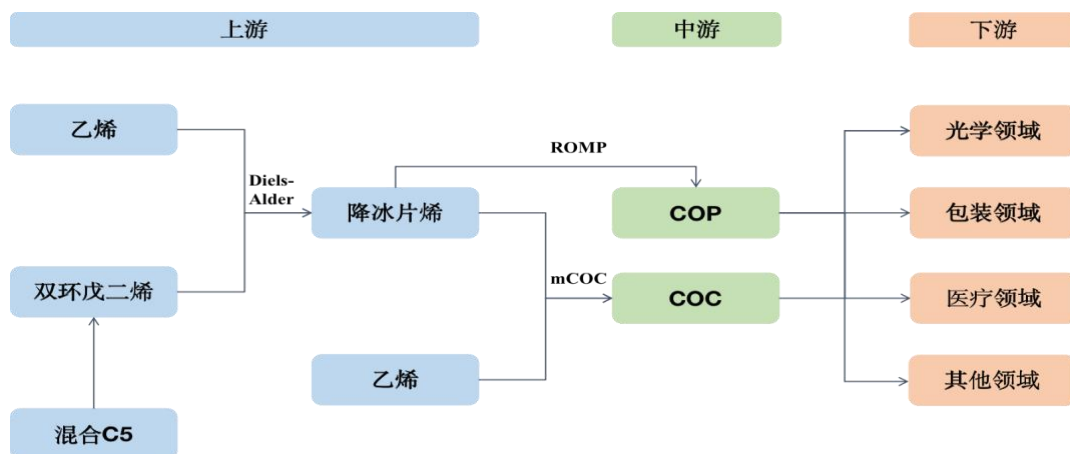 上游
中游
下游
乙烯
ROMP
光学领域
Diels-
Alder
降冰片烯
COP
包装领域
双环戊二烯
mCOC
COC
医疗领域
乙烯
其他领域
混合C5